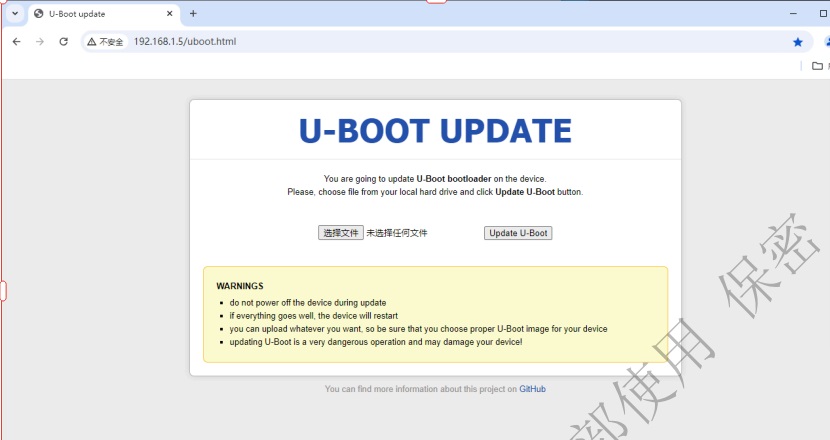 U-Boot update
不安全
192.168.1.5/uboot.html
U-BOOT UPDATE
You are going to update U-Boot bootloader on the device.
Please, choose file from your local hard drive and click Update U-Boot button.
选择文件 未选择任何文件
Update U-Boot
WARNINGS
do not power off the device during update
if everything goes well, the device will restart
you can upload whatever you want, so be sure that you choose proper U-Boot image for your device
updating U-Boot is a very dangerous operation and may damage your device!
You can find more information about this project on GitHub
部使用 保密